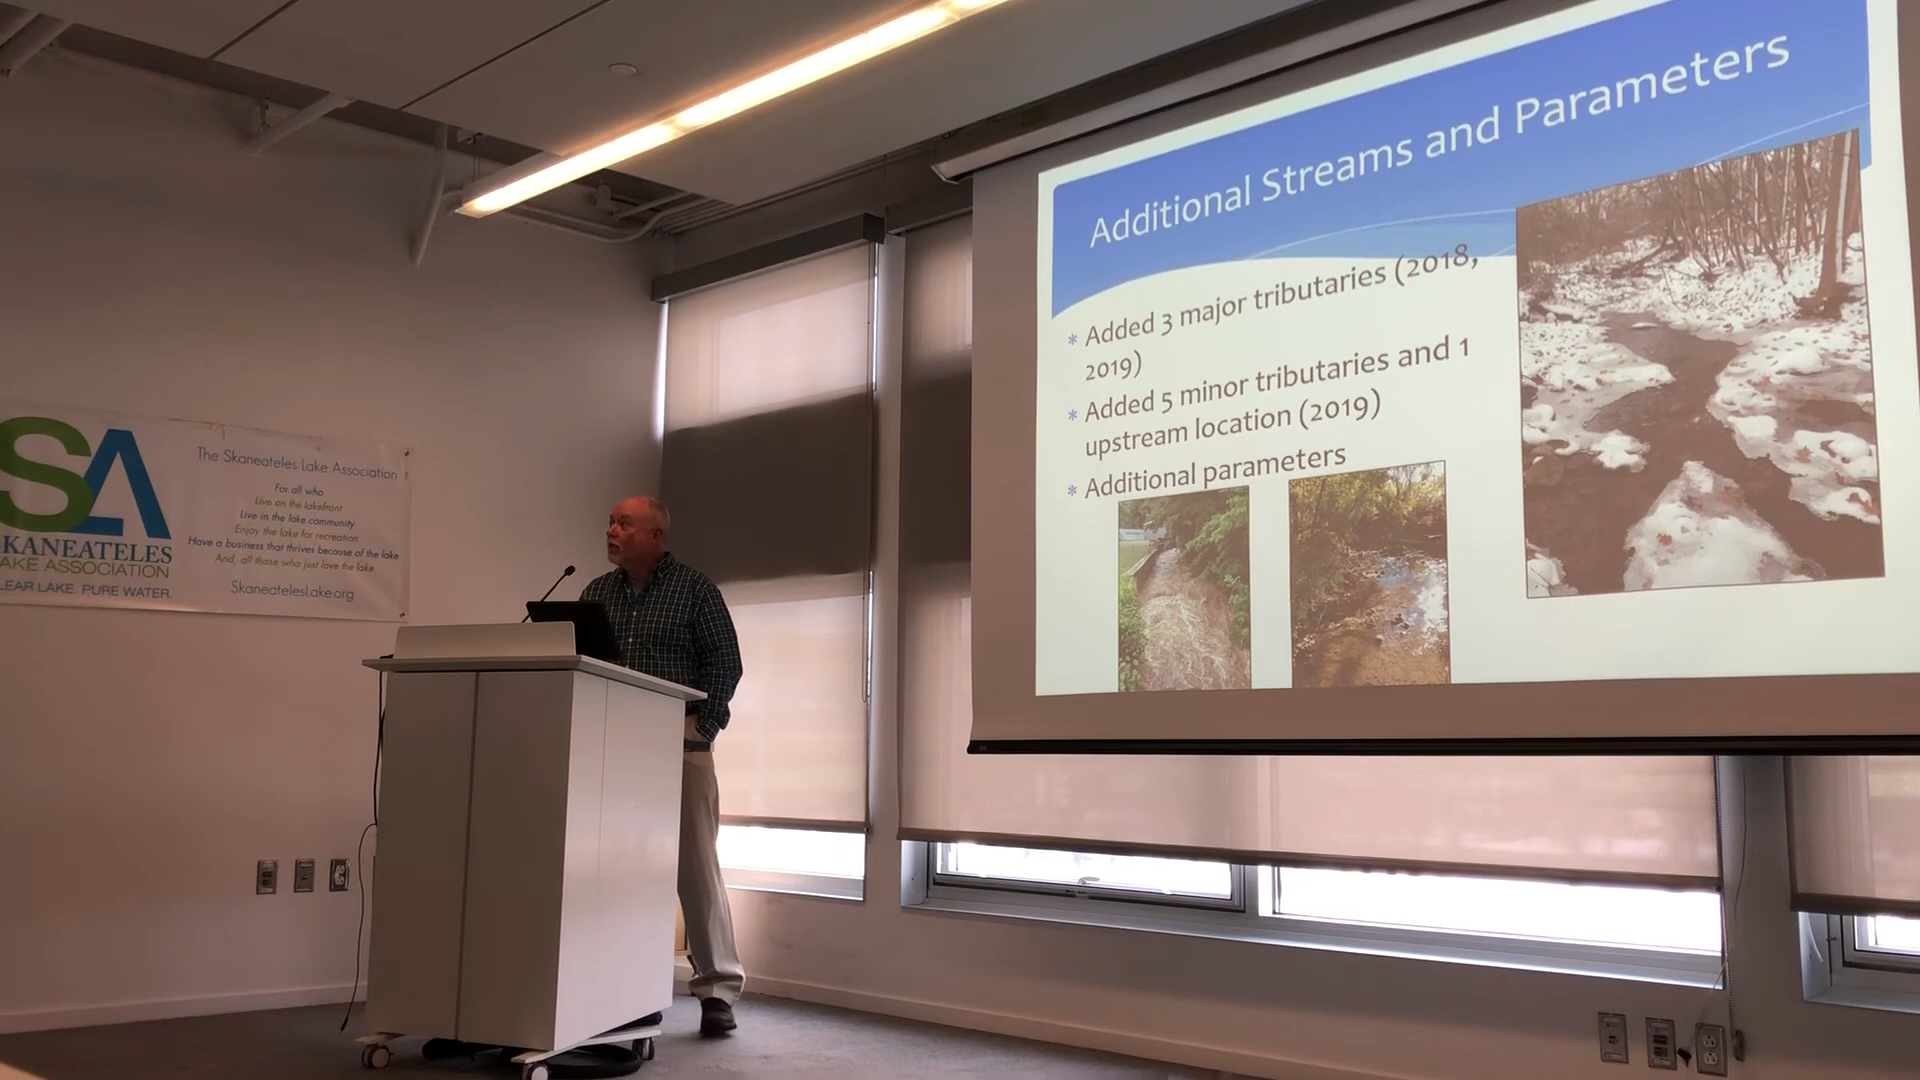 SA
KANEATELES
AKE ASSOCIATION
LEAR LAKE. PURE WATER.
The Skaneateles Lake Association
For all who
Live on the lakefront
Live in the lake community
Enjoy the lake for recreation
Have a business that thrives because of the lake
And, all those who just love the lake
SkaneatelesLake.org
Additional Streams and Parameters
* Added 3 major tributaries (2018,
2019)
* Added 5 minor tributaries and 1
upstream location (2019)
* Additional parameters